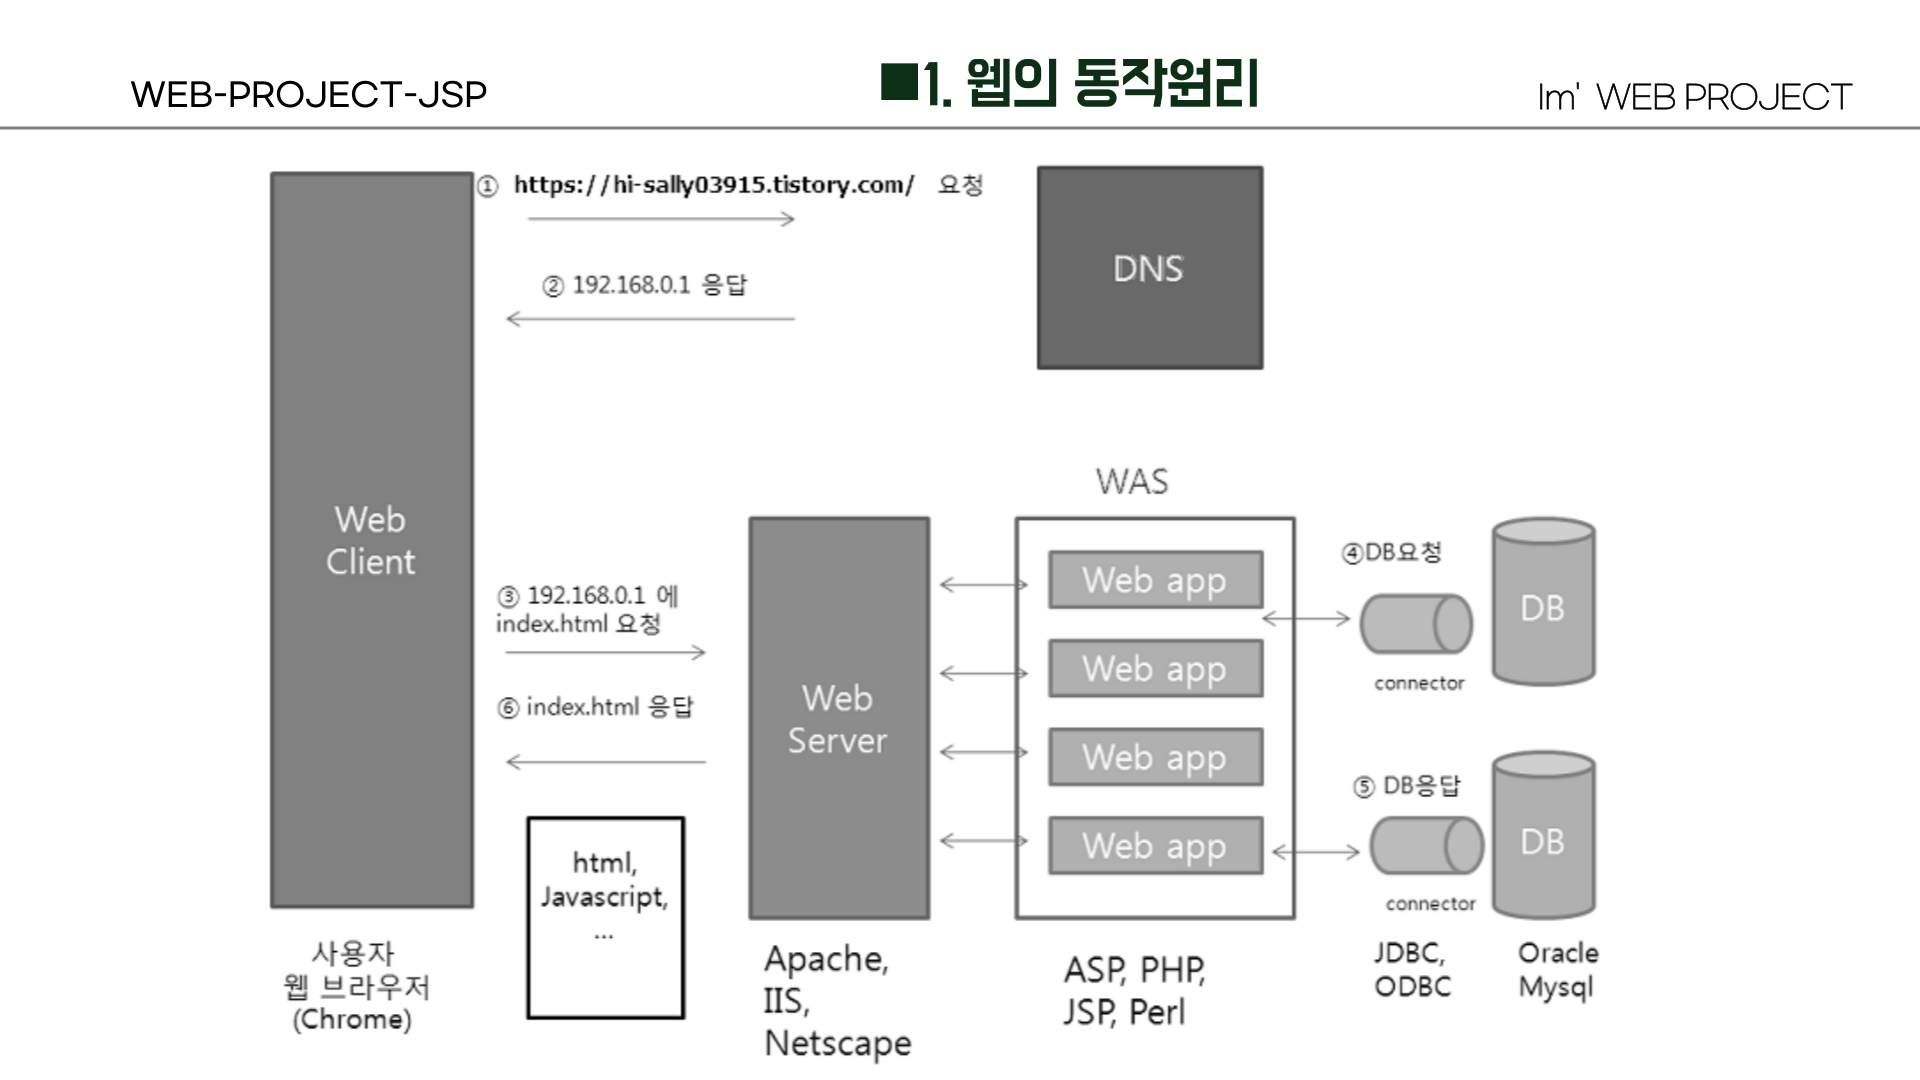 WEB-PROJECT-JSP
■1. 웹의 동작원리
Im' WEB PROJECT
① https://hi-sally03915.tistory.com/ 요청
② 192.168.0.1 응답
DNS
Web
Client
③ 192.168.0.1 에
index.html 요청
⑥ index.html 응답
html,
Javascript,
...
사용자
웹 브라우저
(Chrome)
Web
Server
Apache,
IIS,
Netscape
WAS
Web app
Web app
Web app
Web app
ASP, PHP,
JSP, Perl
④DB요청
connector
DB
⑤ DB응답
connector
DB
JDBC,
ODBC
Oracle
Mysql